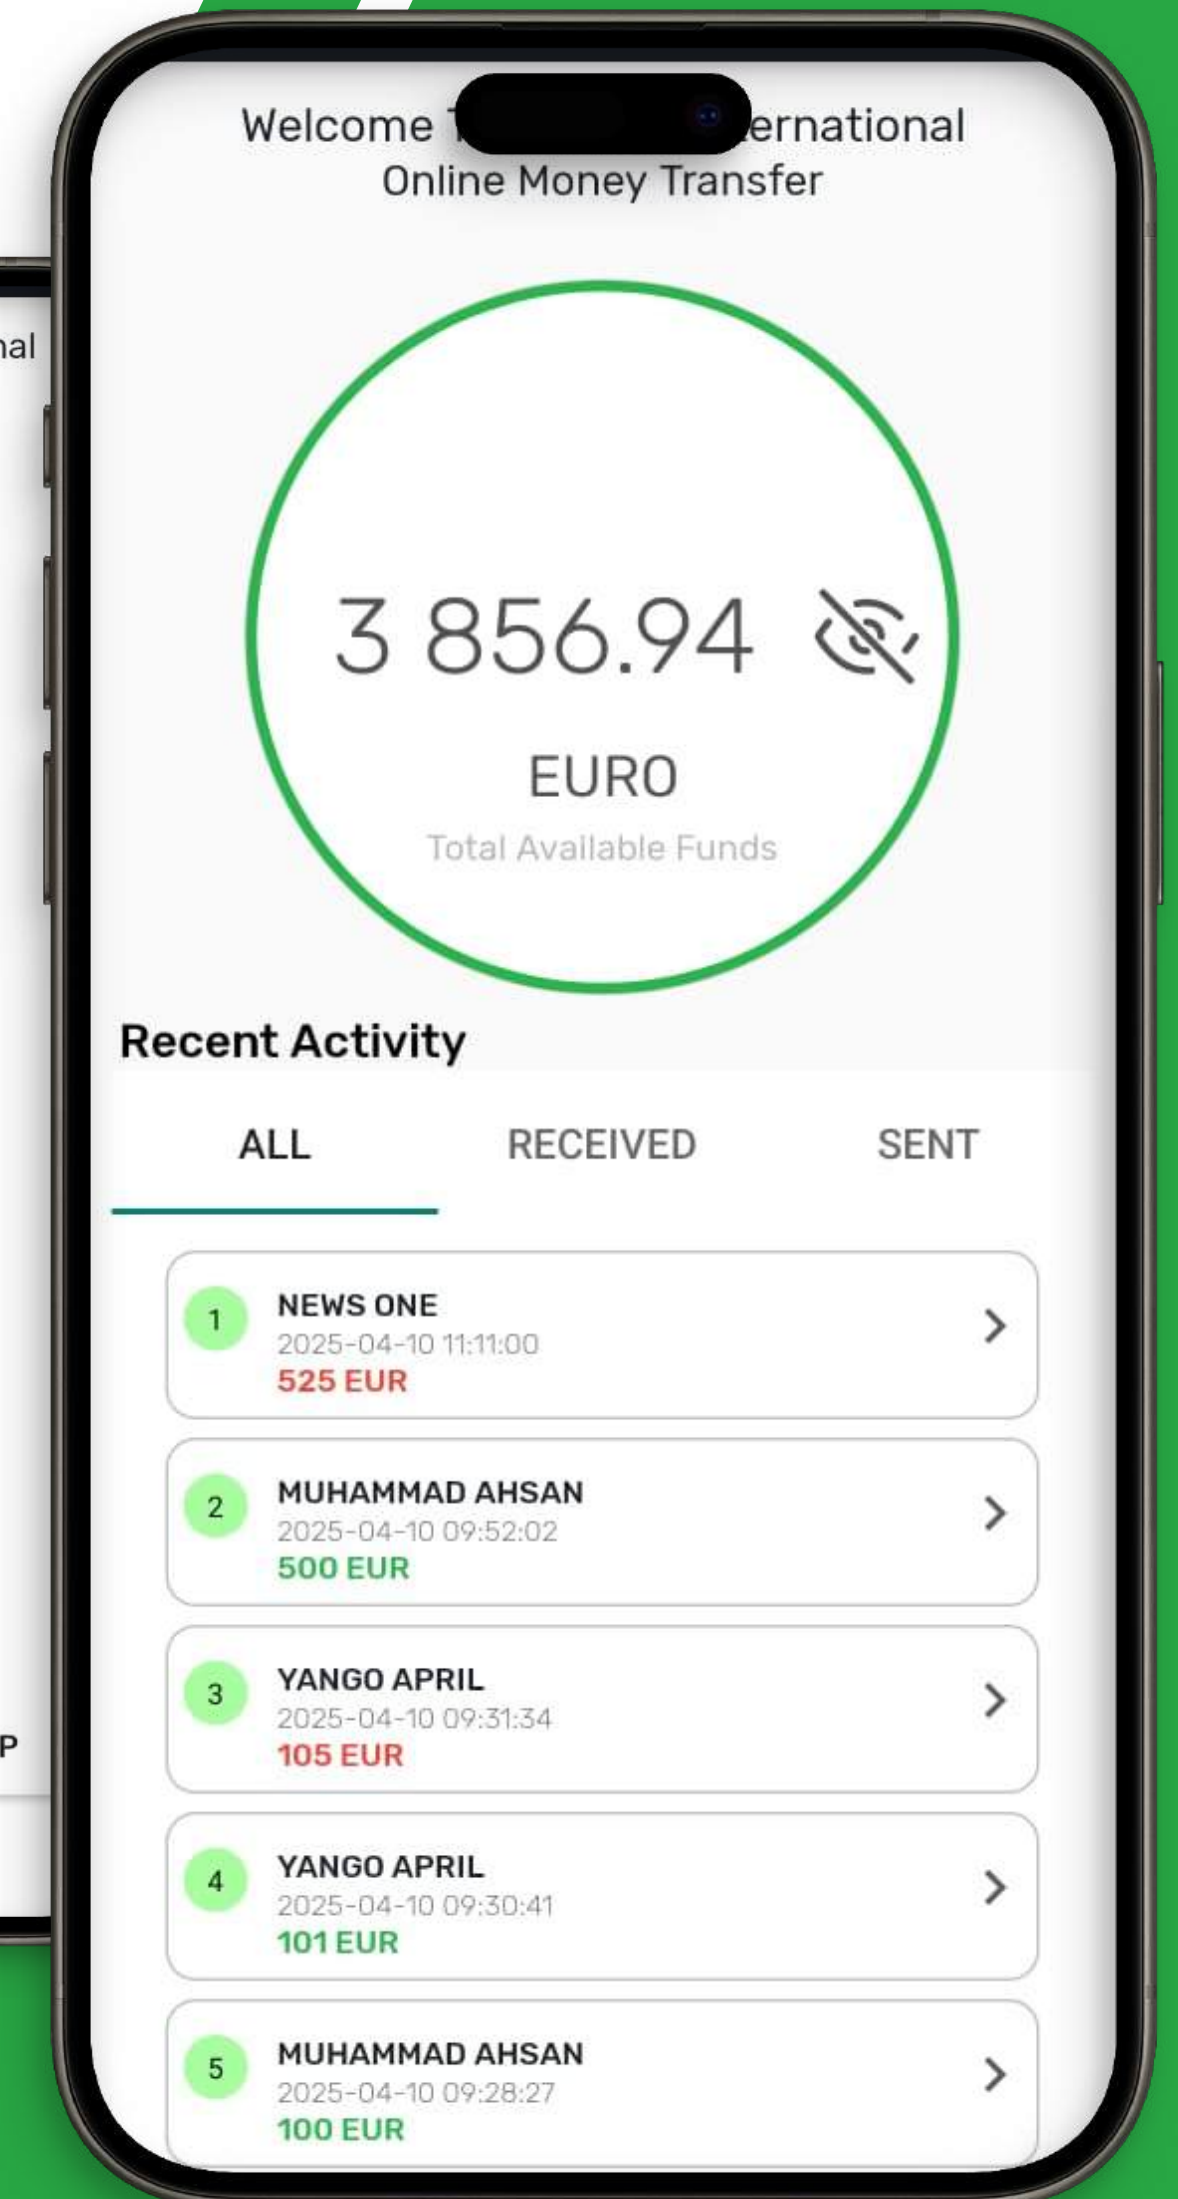 Welcome ernational
Online Money Transfer
nal
3 856.94
EURO
Total Available Funds
Recent Activity
ALL RECEIVED SENT
1 NEWS ONE
2025-04-10 11:11:00
525 EUR
2 MUHAMMAD AHSAN
2025-04-10 09:52:02
500 EUR
3 YANGO APRIL
2025-04-10 09:31:34
105 EUR
P
4 YANGO APRIL
2025-04-10 09:30:41
101 EUR
5 MUHAMMAD AHSAN
2025-04-10 09:28:27
100 EUR